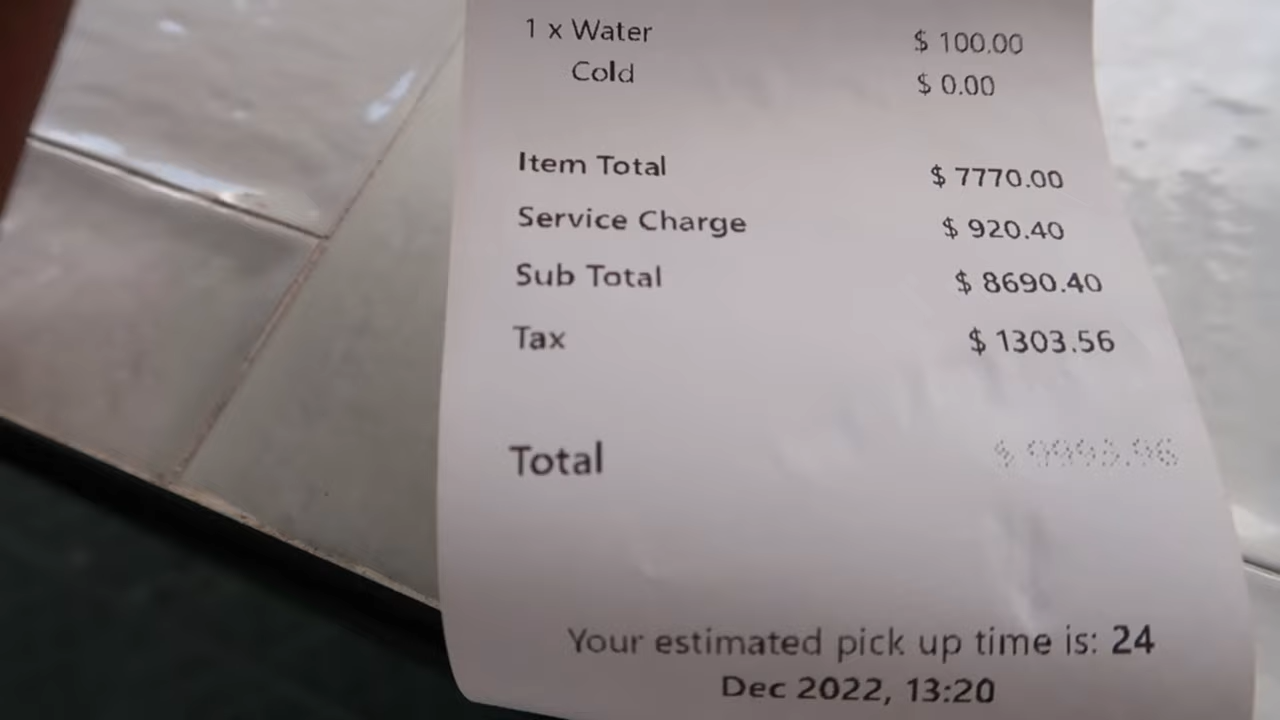 1 x Water $ 100.00
Cold $ 0.00
Item Total $ 7770.00
Service Charge $ 920.40
Sub Total $ 8690.40
Tax $ 1303.56
Total
Your estimated pick up time is: 24
Dec 2022, 13:20